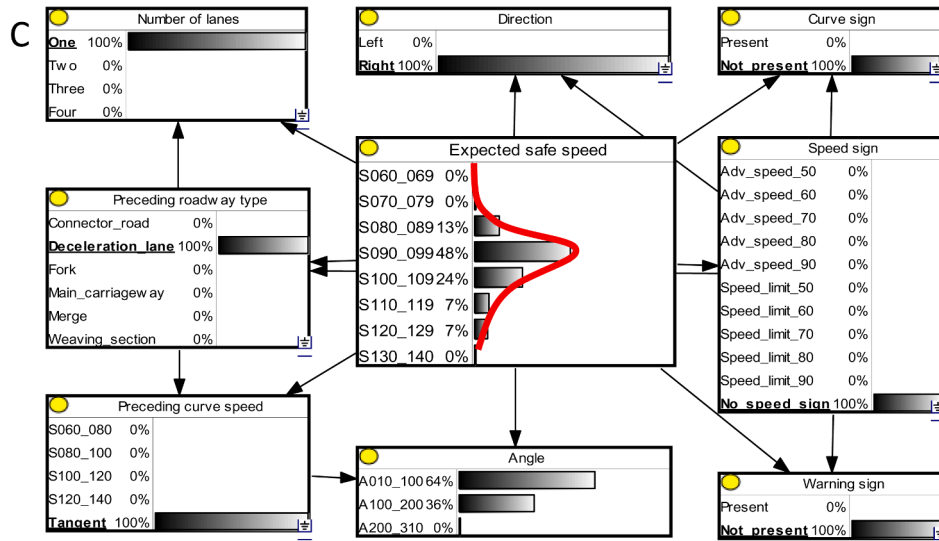 C
Number of lanes
One 100%
Two 0%
Three 0%
Four 0%
Direction
Left 0%
Right 100%
Curve sign
Present 0%
Not_present 100%
Preceding roadway type
Connector_road 0%
Deceleration_lane 100%
Fork 0%
Main_carriageway 0%
Merge 0%
Weaving_section 0%
Expected safe speed
S060_069 0%
S070_079 0%
S080_089 13%
S090_099 48%
S100_109 24%
S110_119 7%
S120_129 7%
S130_140 0%
Speed sign
Adv_speed_50 0%
Adv_speed_60 0%
Adv_speed_70 0%
Adv_speed_80 0%
Adv_speed_90 0%
Speed_limit_50 0%
Speed_limit_60 0%
Speed_limit_70 0%
Speed_limit_80 0%
Speed_limit_90 0%
No_speed_sign 100%
Preceding curve speed
S060_080 0%
S080_100 0%
S100_120 0%
S120_140 0%
Tangent 100%
Angle
A010_100 64%
A100_200 36%
A200_310 0%
Warning sign
Present 0%
Not_present 100%